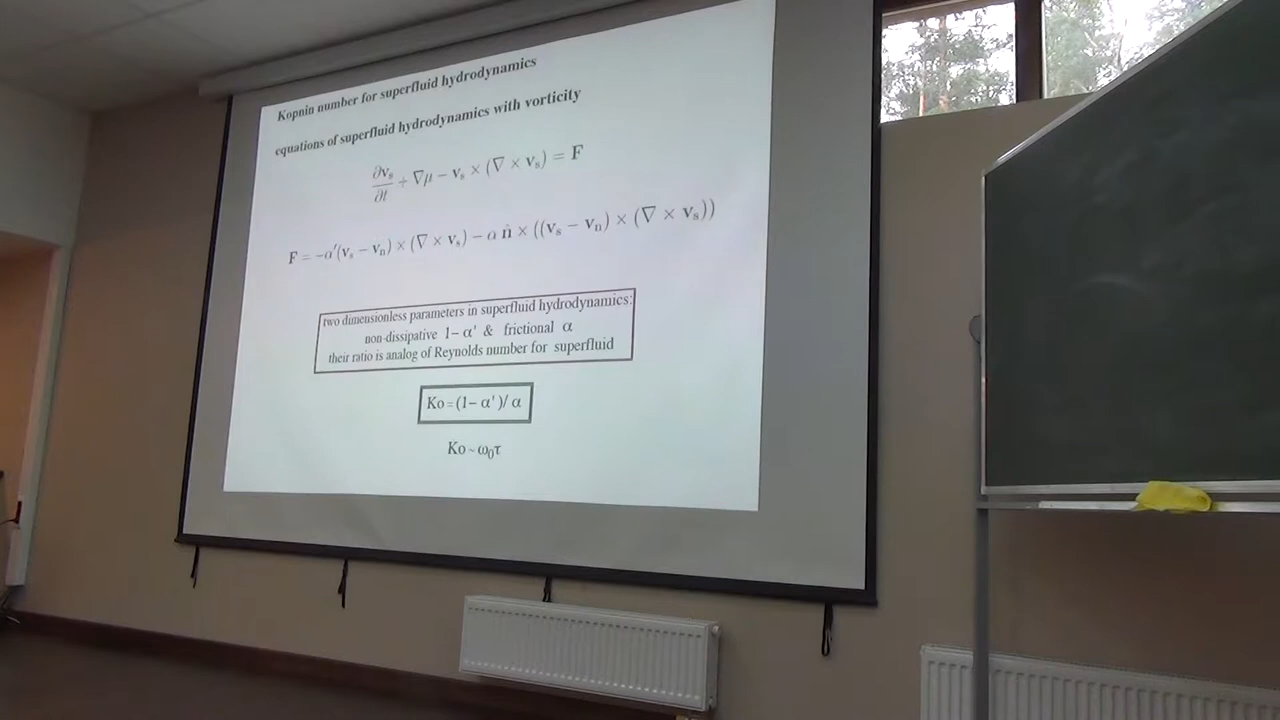 Kopnin number for superfluid hydrodynamics
equations of superfluid hydrodynamics with vorticity
∂v_s/∂t + ∇μ − v_s × (∇ × v_s) = F
F = −α′(v_s − v_n) × (∇ × v_s) − α n̂ × ((v_s − v_n) × (∇ × v_s))
two dimensionless parameters in superfluid hydrodynamics:
non-dissipative 1− α' & frictional α
their ratio is analog of Reynolds number for superfluid
Ko = (1− α' )/ α
Ko ~ ω₀τ